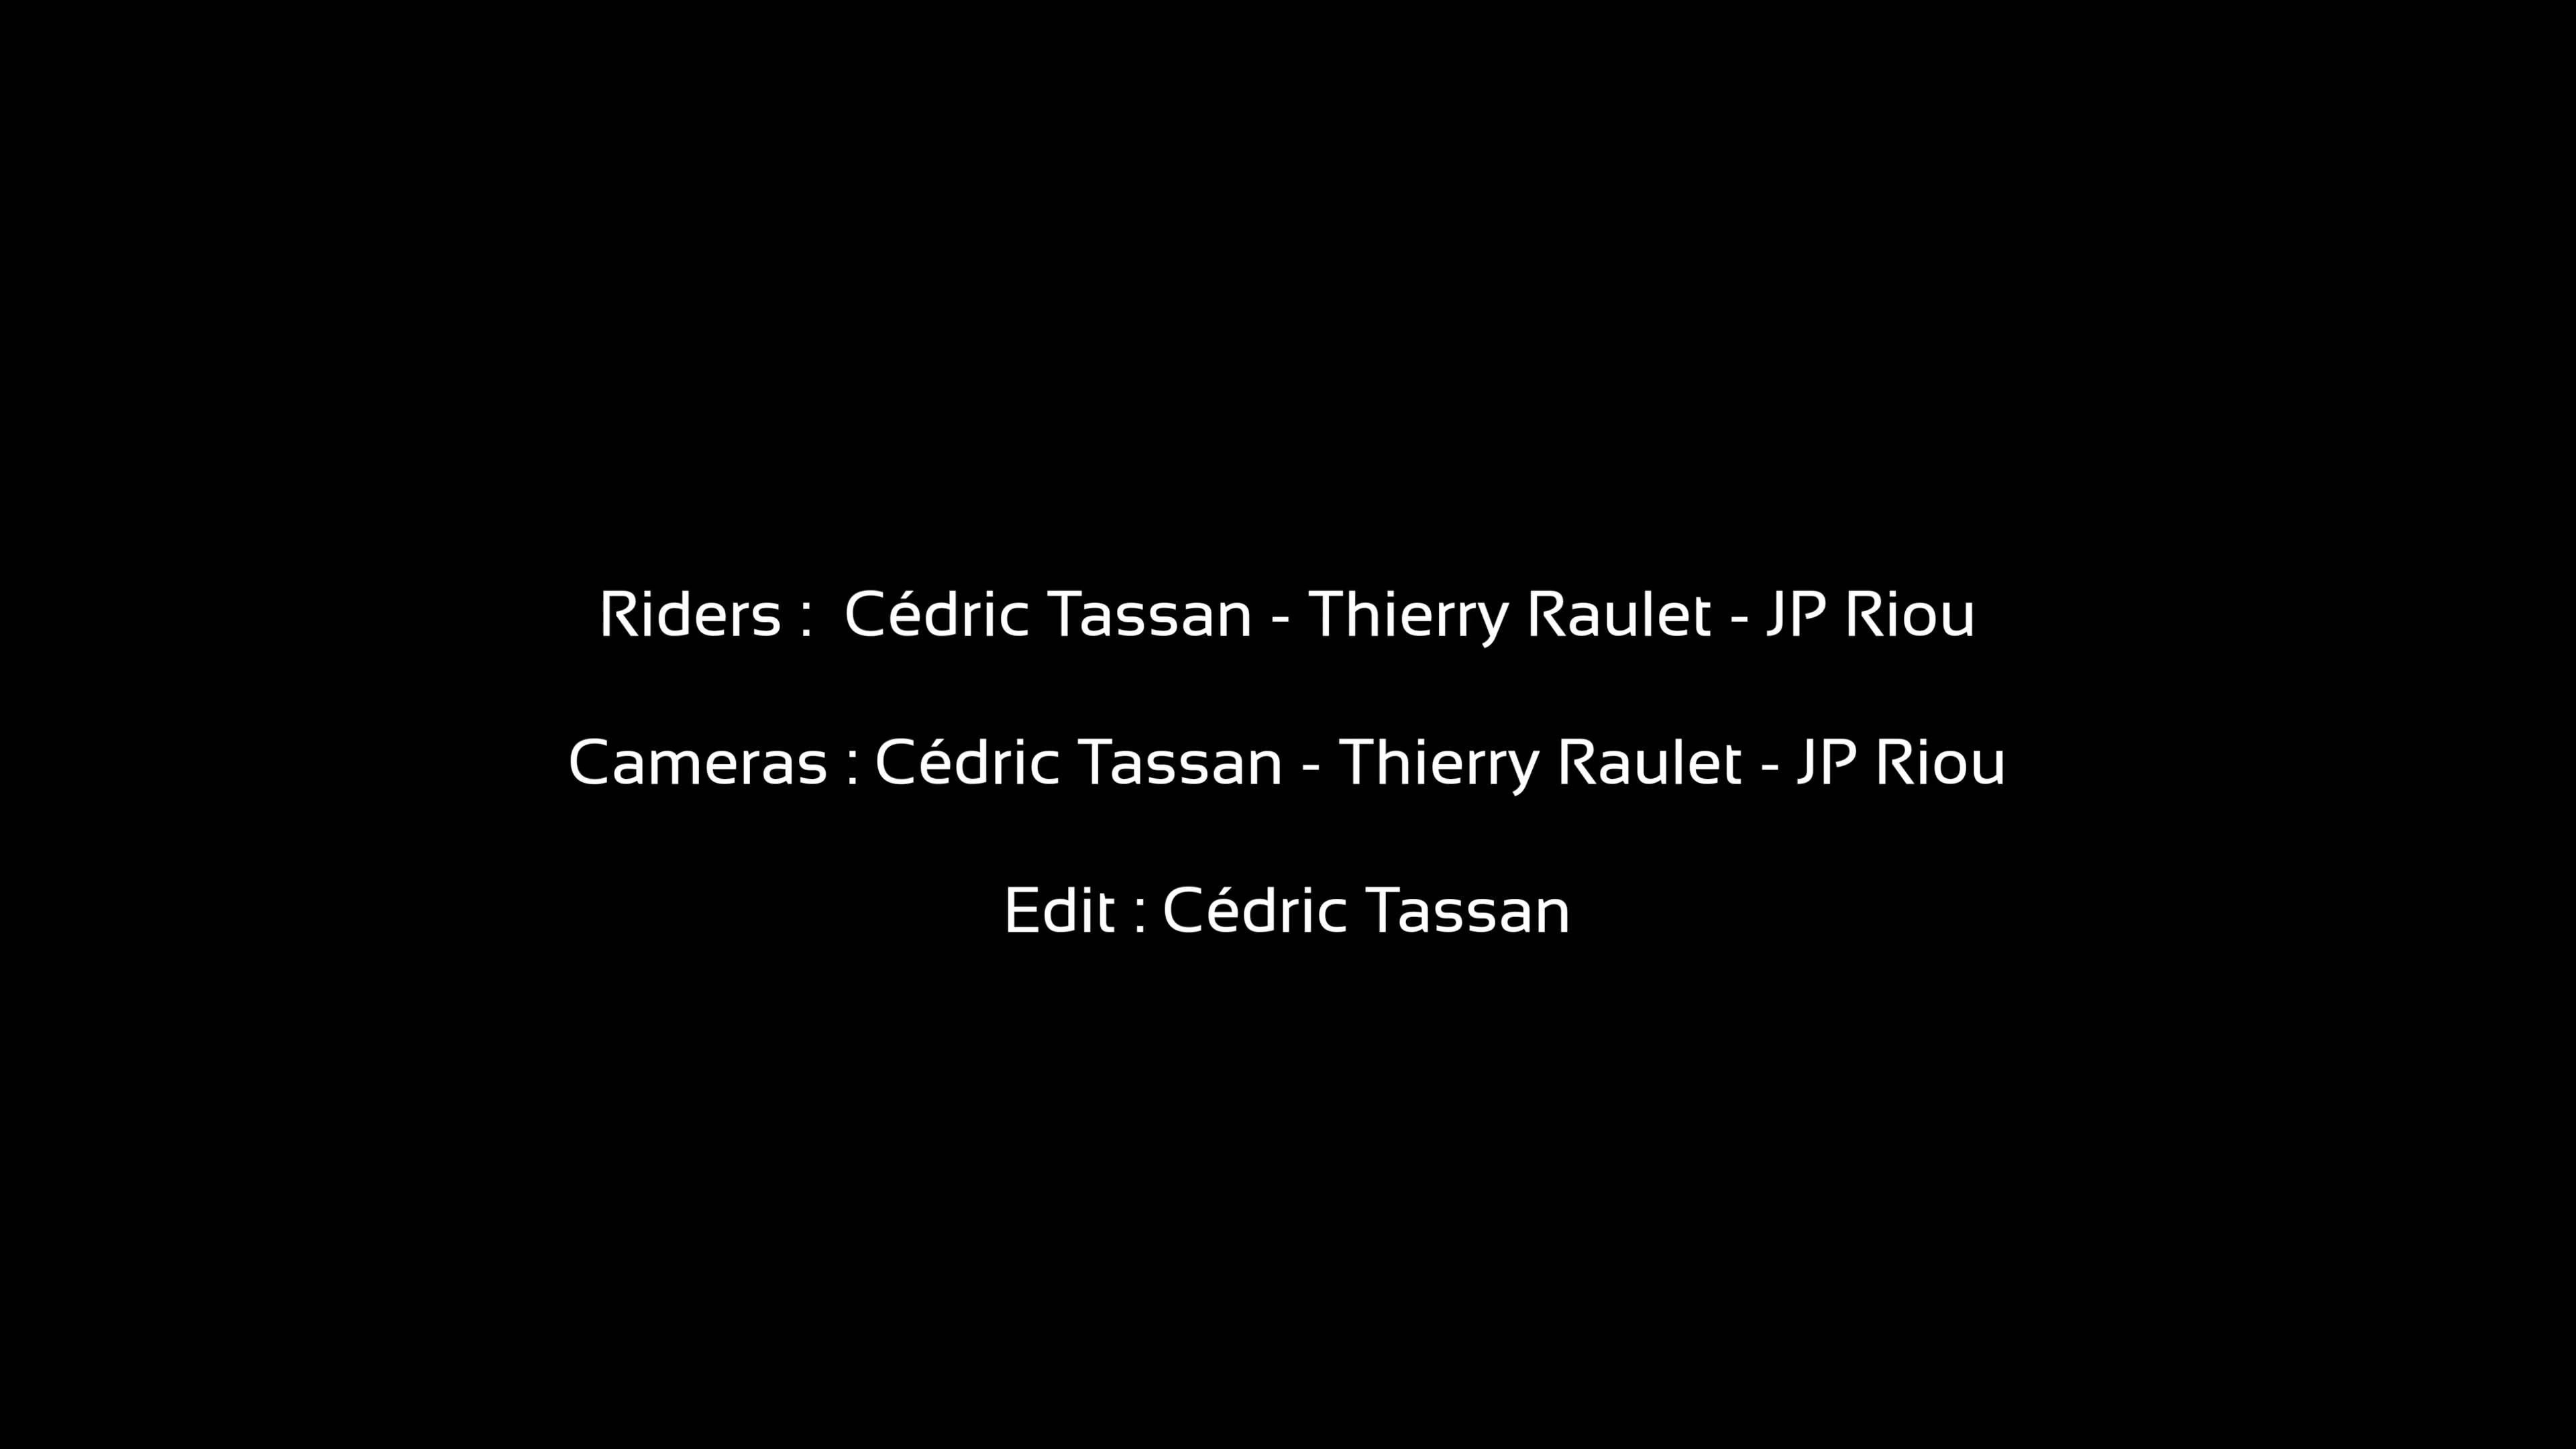 Riders :  Cédric Tassan - Thierry Raulet - JP Riou
Cameras : Cédric Tassan - Thierry Raulet - JP Riou
Edit : Cédric Tassan